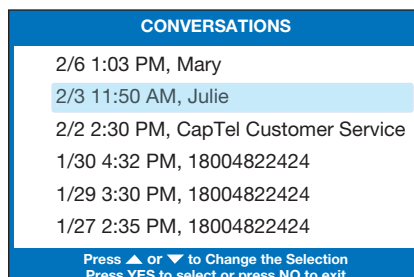 CONVERSATIONS
2/6 1:03 PM, Mary
2/3 11:50 AM, Julie
2/2 2:30 PM, CapTel Customer Service
1/30 4:32 PM, 18004822424
1/29 3:30 PM, 18004822424
1/27 2:35 PM, 18004822424
Press ▲ or ▼ to Change the Selection
Press YES to select or press NO to exit